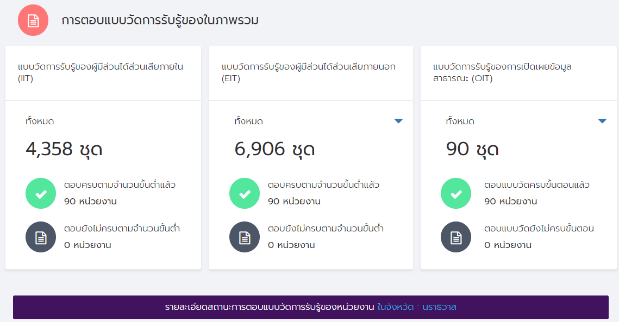 การตอบแบบวัดการรับรู้ของในภาพรวม
แบบวัดการรับรู้ของผู้มีส่วนได้ส่วนเสียภายใน
(IIT)
ทั้งหมด
4,358 ชุด
ตอบครบตามจำนวนขั้นต่ำแล้ว
90 หน่วยงาน
ตอบยังไม่ครบตามจำนวนขั้นต่ำ
0 หน่วยงาน
แบบวัดการรับรู้ของผู้มีส่วนได้ส่วนเสียภายนอก
(EIT)
ทั้งหมด
6,906 ชุด
ตอบครบตามจำนวนขั้นต่ำแล้ว
90 หน่วยงาน
ตอบยังไม่ครบตามจำนวนขั้นต่ำ
0 หน่วยงาน
แบบวัดการรับรู้ของการเปิดเผยข้อมูล
สาธารณะ (OIT)
ทั้งหมด
90 ชุด
ตอบแบบวัดครบขั้นตอนแล้ว
90 หน่วยงาน
ตอบแบบวัดยังไม่ครบขั้นตอน
0 หน่วยงาน
รายละเอียดสถานะการตอบแบบวัดการรับรู้ของหน่วยงาน ในจังหวัด : นราธิวาส